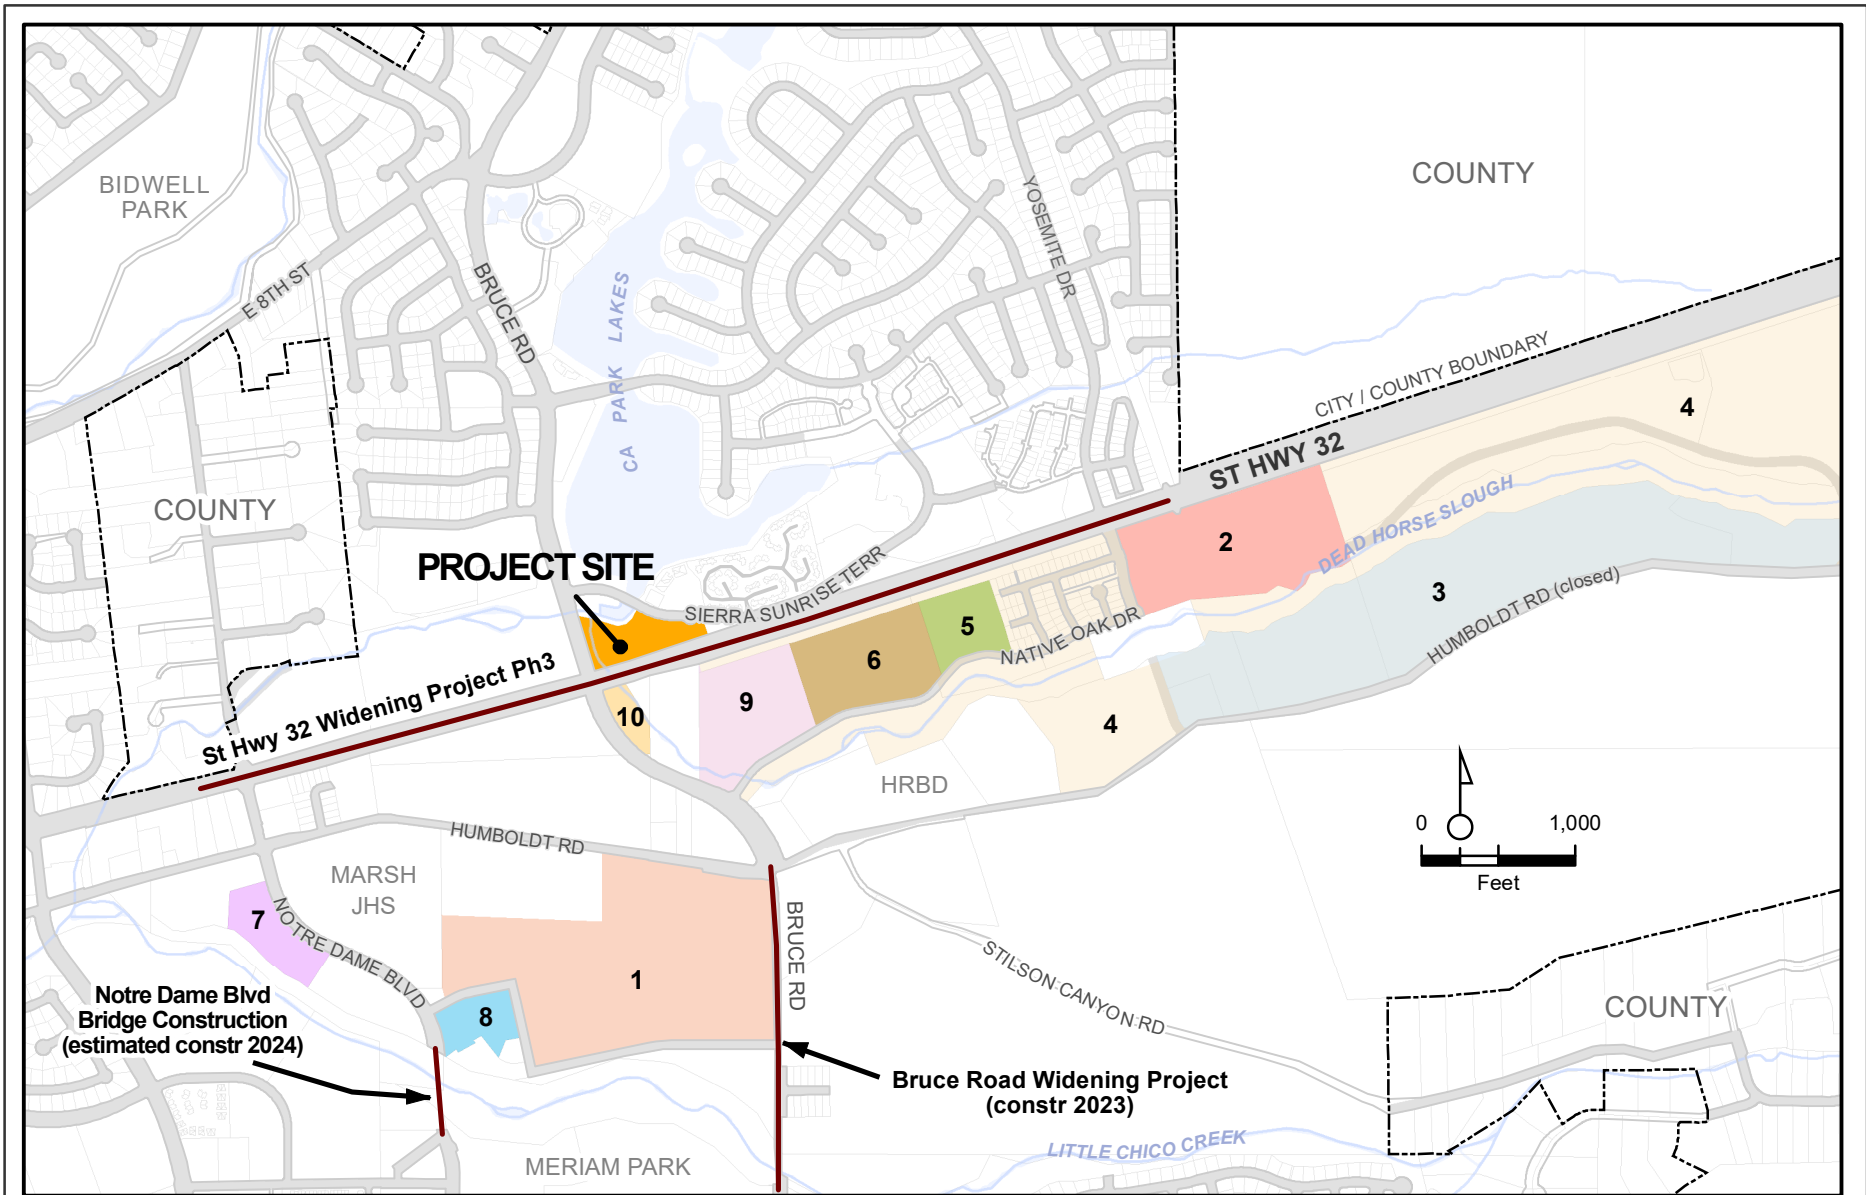 BIDWELL
PARK
COUNTY
E 8TH ST
BRUCE RD
CA PARK LAKES
YOSEMITE DR
CITY / COUNTY BOUNDARY
4
ST HWY 32
COUNTY
PROJECT SITE
SIERRA SUNRISE TERR
2
DEAD HORSE SLOUGH
3
HUMBOLDT RD (closed)
5
NATIVE OAK DR
6
St Hwy 32 Widening Project Ph3
9
10
4
HRBD
0
1,000
Feet
HUMBOLDT RD
MARSH
JHS
7
NOTRE DAME BLVD
1
BRUCE RD
STILSON CANYON RD
COUNTY
Notre Dame Blvd
Bridge Construction
(estimated constr 2024)
8
Bruce Road Widening Project
(constr 2023)
LITTLE CHICO CREEK
MERIAM PARK